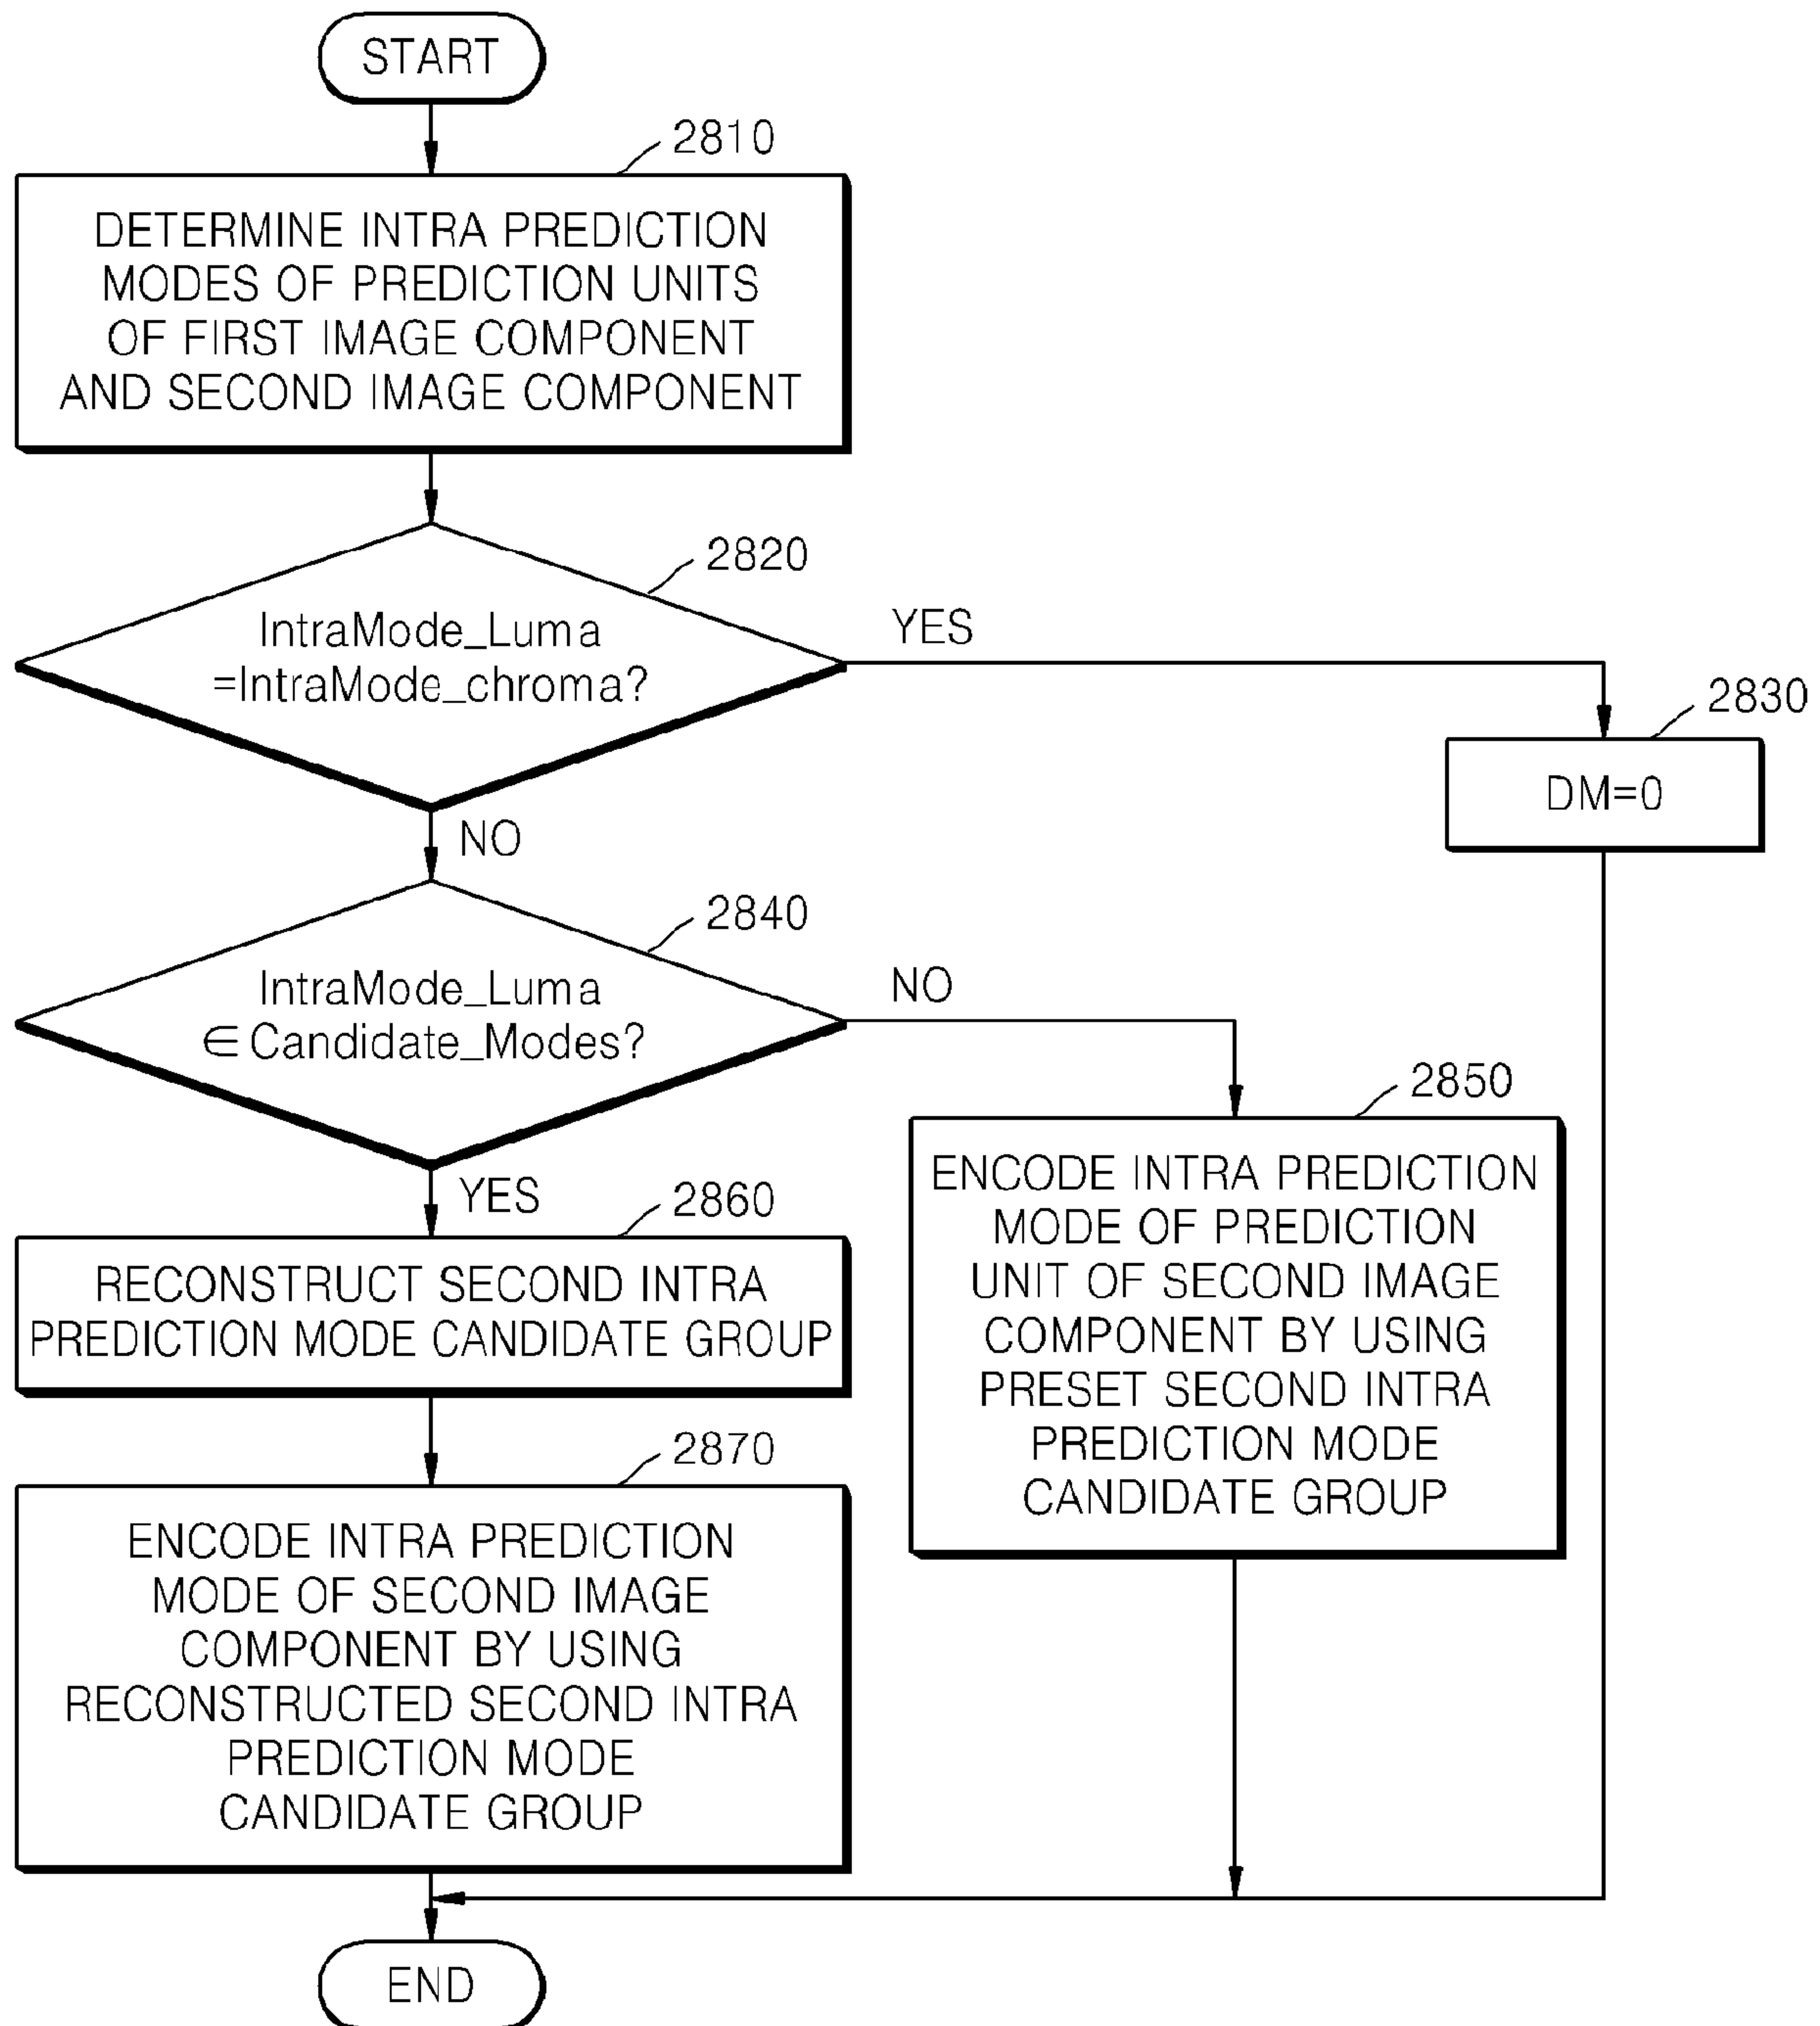 START
2810
DETERMINE INTRA PREDICTION
MODES OF PREDICTION UNITS
OF FIRST IMAGE COMPONENT
AND SECOND IMAGE COMPONENT
2820
IntraMode_Luma
=IntraMode_chroma?
YES
2830
DM=0
NO
2840
IntraMode_Luma
∈Candidate_Modes?
NO
2850
ENCODE INTRA PREDICTION
MODE OF PREDICTION
UNIT OF SECOND IMAGE
COMPONENT BY USING
PRESET SECOND INTRA
PREDICTION MODE
CANDIDATE GROUP
YES
2860
RECONSTRUCT SECOND INTRA
PREDICTION MODE CANDIDATE GROUP
2870
ENCODE INTRA PREDICTION
MODE OF SECOND IMAGE
COMPONENT BY USING
RECONSTRUCTED SECOND INTRA
PREDICTION MODE
CANDIDATE GROUP
END